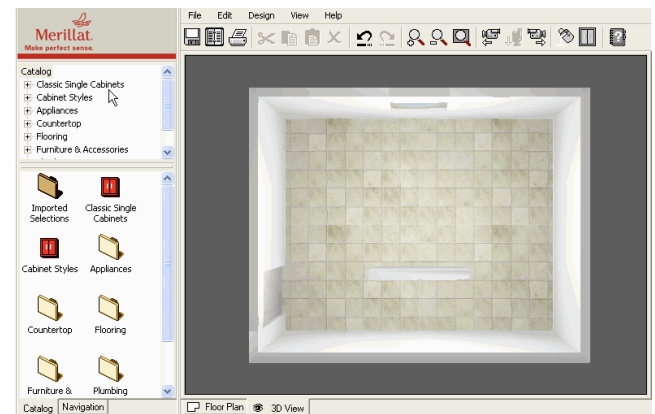 File Edit Design View Help
Merillat.
Make perfect sense.
Catalog
Classic Single Cabinets
Cabinet Styles
Appliances
Countertop
Flooring
Furniture & Accessories
Imported Selections
Classic Single Cabinets
Cabinet Styles
Appliances
Countertop
Flooring
Furniture &
Plumbing
Catalog Navigation
Floor Plan 3D View